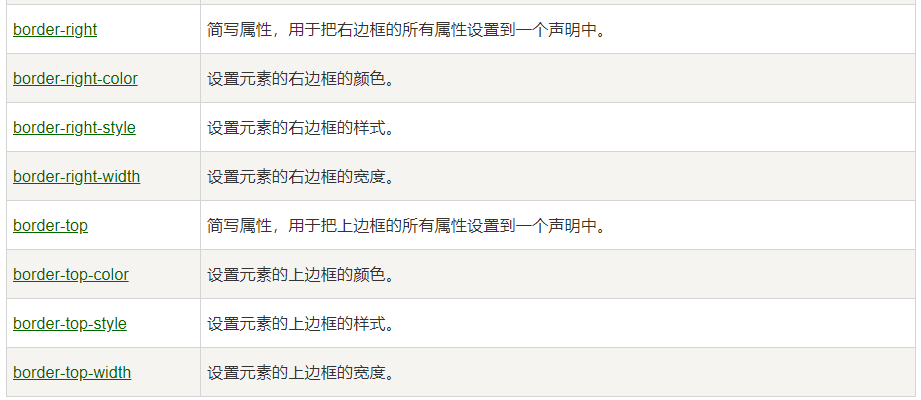 border-right 简写属性，用于把右边框的所有属性设置到一个声明中。
border-right-color 设置元素的右边框的颜色。
border-right-style 设置元素的右边框的样式。
border-right-width 设置元素的右边框的宽度。
border-top 简写属性，用于把上边框的所有属性设置到一个声明中。
border-top-color 设置元素的上边框的颜色。
border-top-style 设置元素的上边框的样式。
border-top-width 设置元素的上边框的宽度。